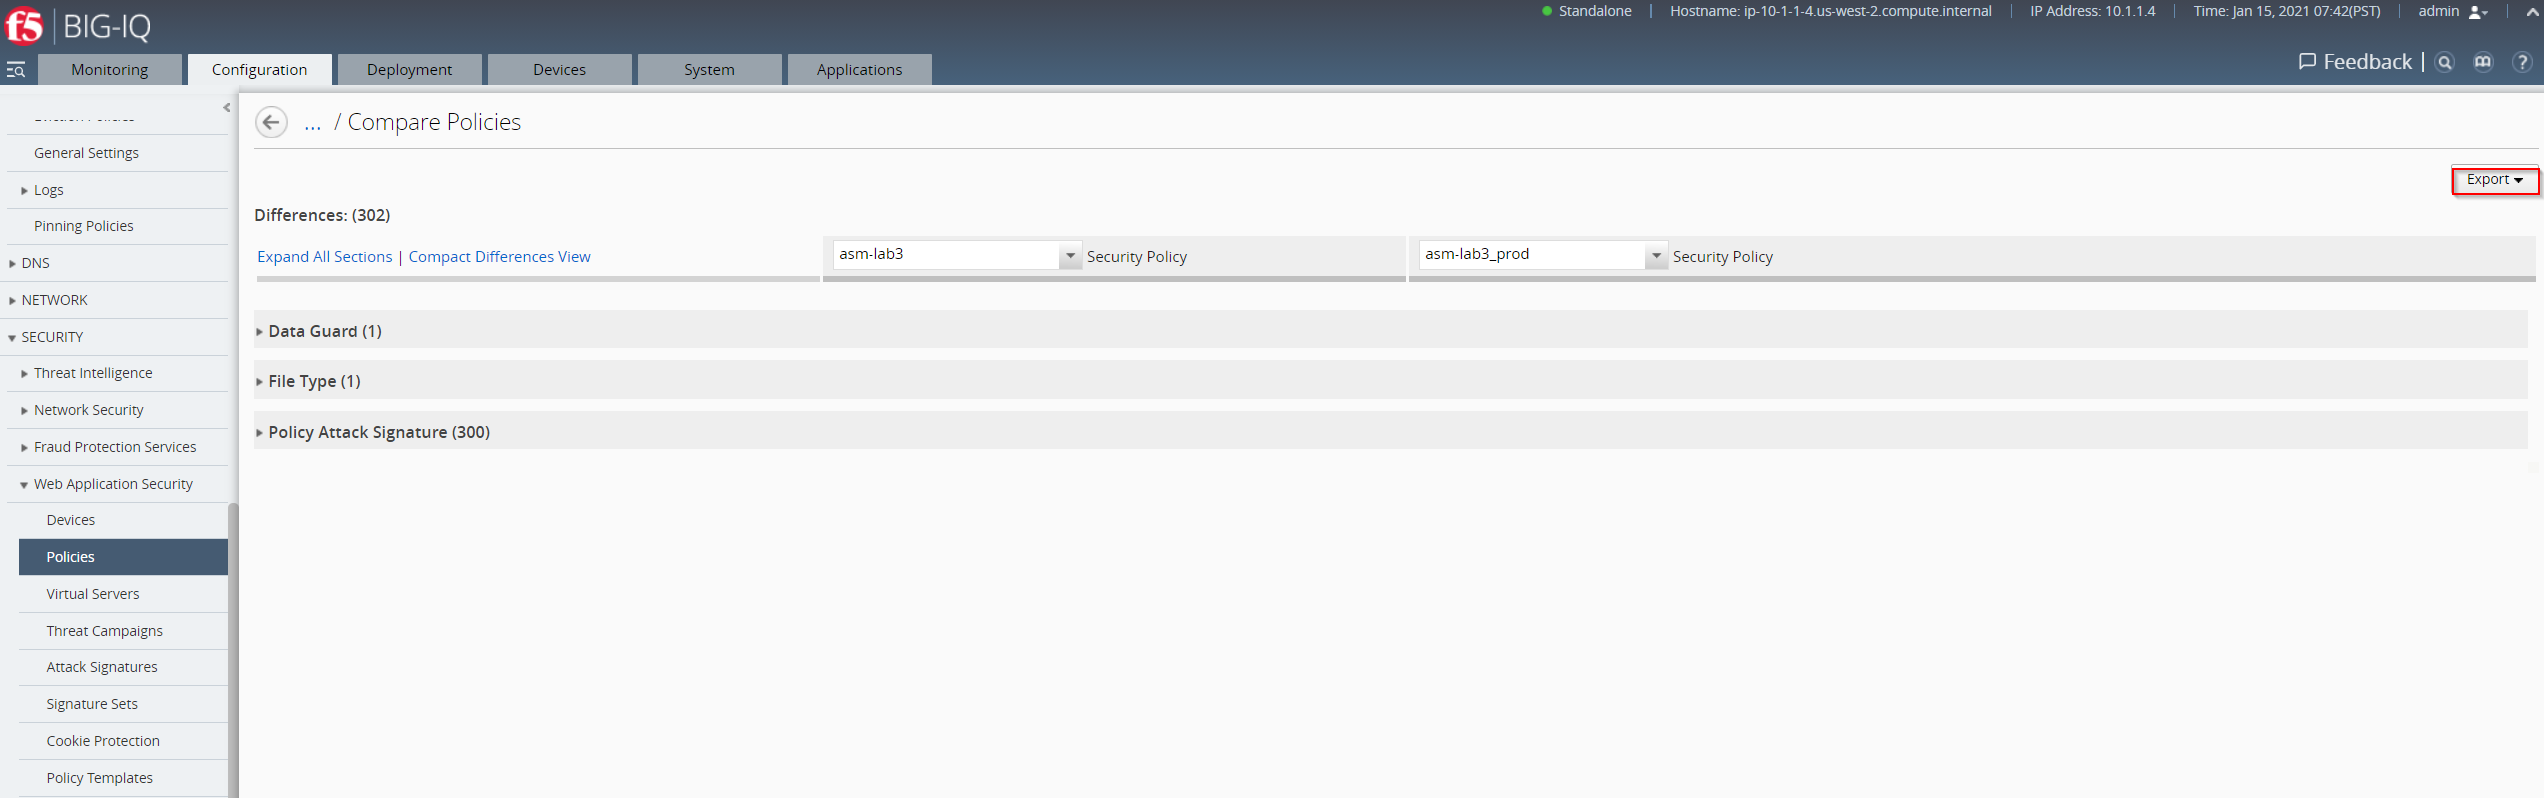 f5 BIG-IQ
Standalone | Hostname: ip-10-1-1-4.us-west-2.compute.internal | IP Address: 10.1.1.4 | Time: Jan 15, 2021 07:42(PST) | admin
Monitoring Configuration Deployment Devices System Applications
Feedback
?
Eviction Policies
General Settings
Logs
Pinning Policies
DNS
NETWORK
SECURITY
Threat Intelligence
Network Security
Fraud Protection Services
Web Application Security
Devices
Policies
Virtual Servers
Threat Campaigns
Attack Signatures
Signature Sets
Cookie Protection
Policy Templates
... / Compare Policies
Export
Differences: (302)
Expand All Sections | Compact Differences View
asm-lab3 Security Policy
asm-lab3_prod Security Policy
Data Guard (1)
File Type (1)
Policy Attack Signature (300)